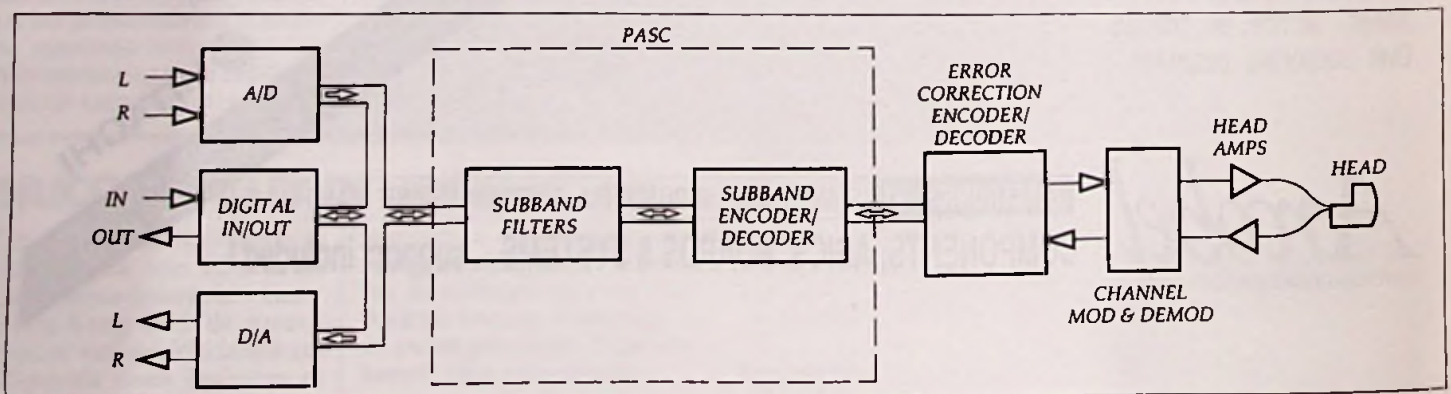 PASC
L
R
A/D
IN
OUT
DIGITAL
IN/OUT
L
R
D/A
SUBBAND
FILTERS
SUBBAND
ENCODER/
DECODER
ERROR
CORRECTION
ENCODER/
DECODER
CHANNEL
MOD & DEMOD
HEAD
AMPS
HEAD